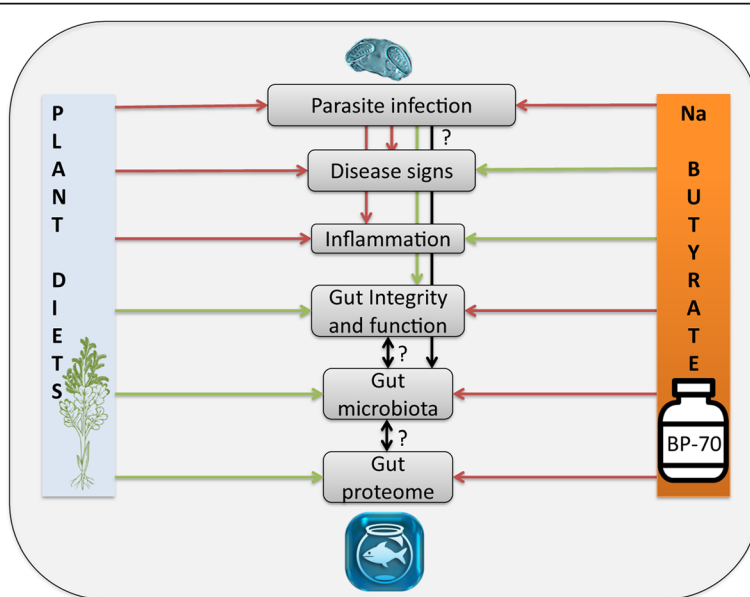 PLANT DIETS
Parasite infection
?
Disease signs
Inflammation
Gut Integrity
and function
?
Gut
microbiota
?
Gut
proteome
Na
BUTYRATE
BP-70